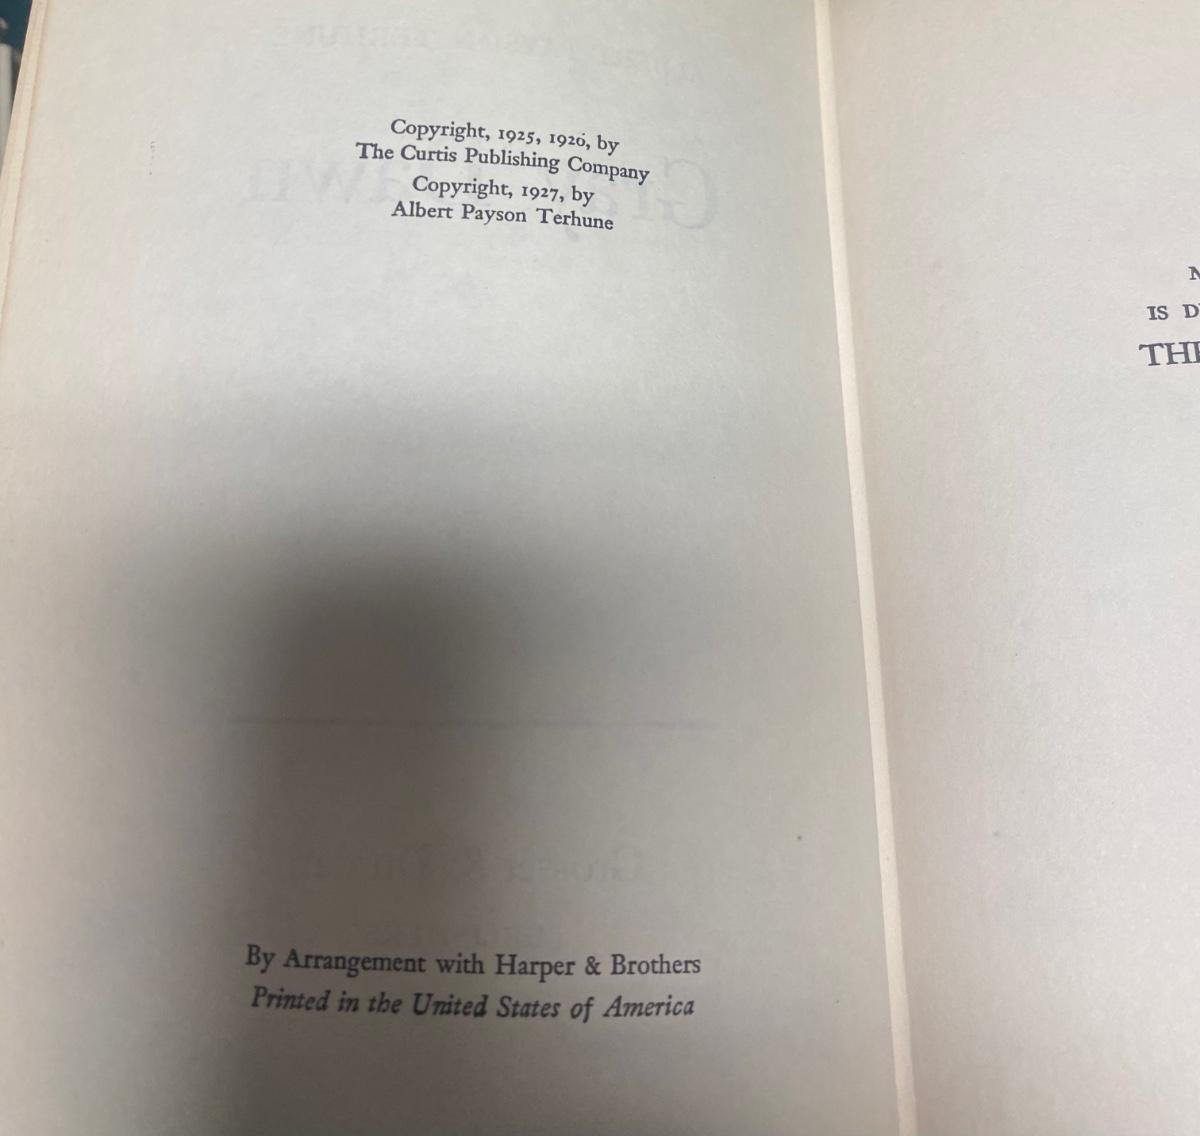 Copyright, 1925, 1926, by
The Curtis Publishing Company
Copyright, 1927, by
Albert Payson Terhune
By Arrangement with Harper & Brothers
Printed in the United States of America
IS D
THE